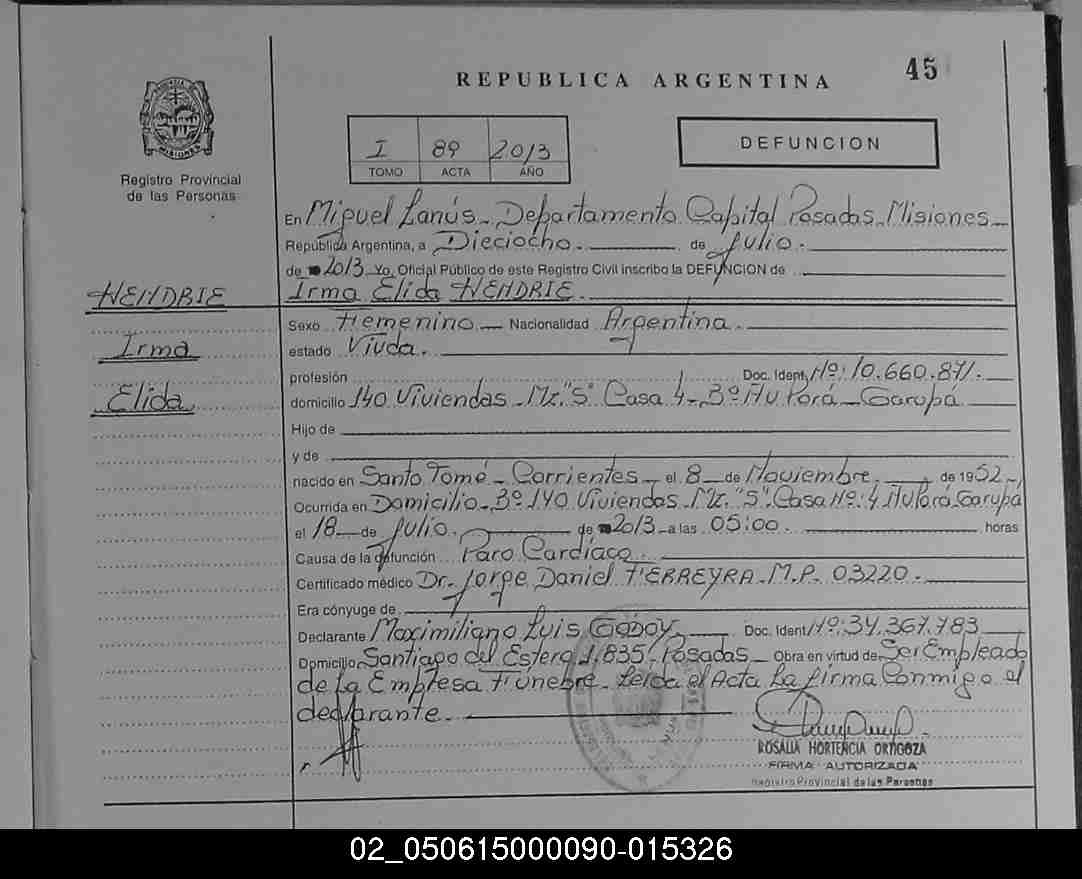 45
REPUBLICA ARGENTINA
I 89 2013
TOMO ACTA AÑO
DEFUNCION
Registro Provincial
de las Personas
En Miguel Lanús - Departamento Capital Posadas - Misiones
República Argentina, a Dieciocho. de Julio.
de 2013 Yo, Oficial Público de este Registro Civil inscribo la DEFUNCION de
HENDRIE
Irma
Elida
Irma Elida HENDRIE.
Sexo Femenino - Nacionalidad Argentina.
estado Viuda.
profesión Doc. Ident. Nº: 10.660.871.
domicilio 140 Viviendas - Mz. "S" Casa 4 - 3º Ñu Porá - Garupá
Hijo de
y de
nacido en Santo Tomé - Corrientes - el 8 de Noviembre. de 1952
Ocurrida en Domicilio - Bº 140 Viviendas - Mz. "S" Casa Nº: 4 Ñu Porá Garupá
el 18 de Julio. de 2013 a las 05:00. horas
Causa de la defunción Paro Cardíaco.
Certificado médico Dr. Jorge Daniel FERREYRA - M.P. 03220.
Era cónyuge de
Declarante Maximiliano Luis GODOY Doc. Ident Nº: 34.367.783
Domicilio Santiago del Estero 1.835 - Posadas - Obra en virtud de Ser Empleado
de La Empresa Fúnebre - Leída el Acta La firma Conmigo el
declarante.
ROSALIA HORTENCIA ORTIGOZA
FIRMA AUTORIZADA
Registro Provincial de las Personas
02_050615000090-015326